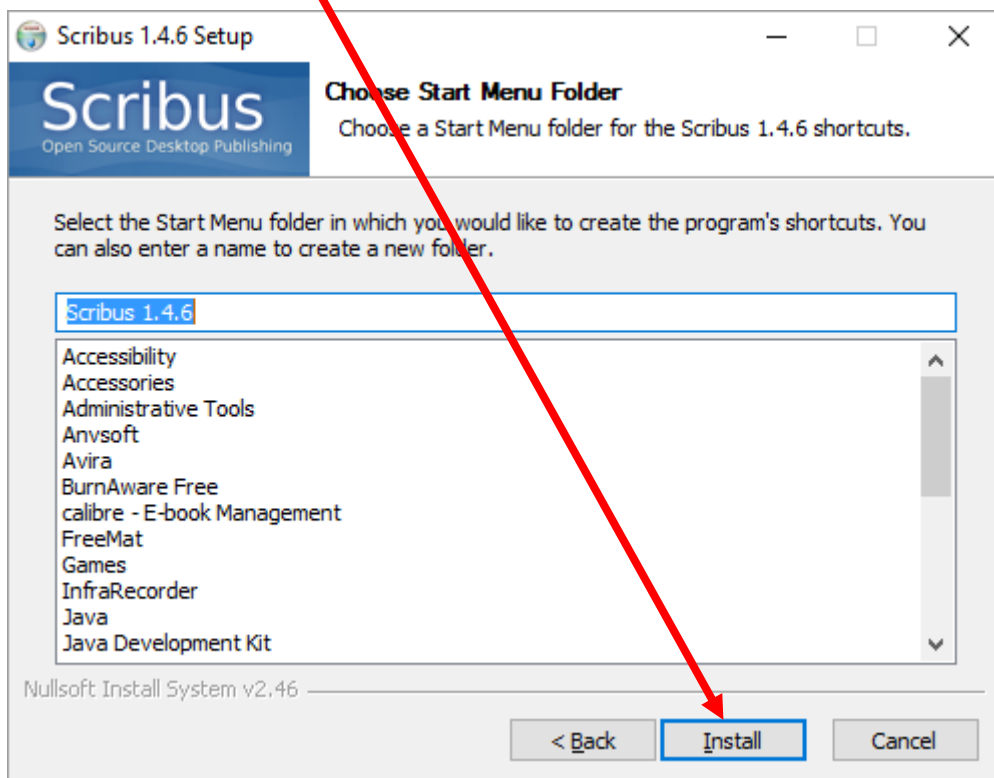 Scribus 1.4.6 Setup
Scribus
Open Source Desktop Publishing
Choose Start Menu Folder
Choose a Start Menu folder for the Scribus 1.4.6 shortcuts.
Select the Start Menu folder in which you would like to create the program's shortcuts. You
can also enter a name to create a new folder.
Scribus 1.4.6
Accessibility
Accessories
Administrative Tools
Anvsoft
Avira
BurnAware Free
calibre - E-book Management
FreeMat
Games
InfraRecorder
Java
Java Development Kit
Nullsoft Install System v2.46
< Back
Install
Cancel